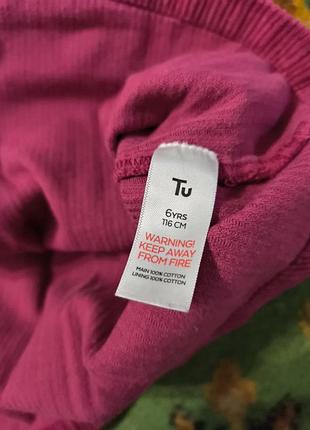 Tu
6YRS
116 CM
WARNING!
KEEP AWAY
FROM FIRE
MAIN 100% COTTON
LINING 100% COTTON